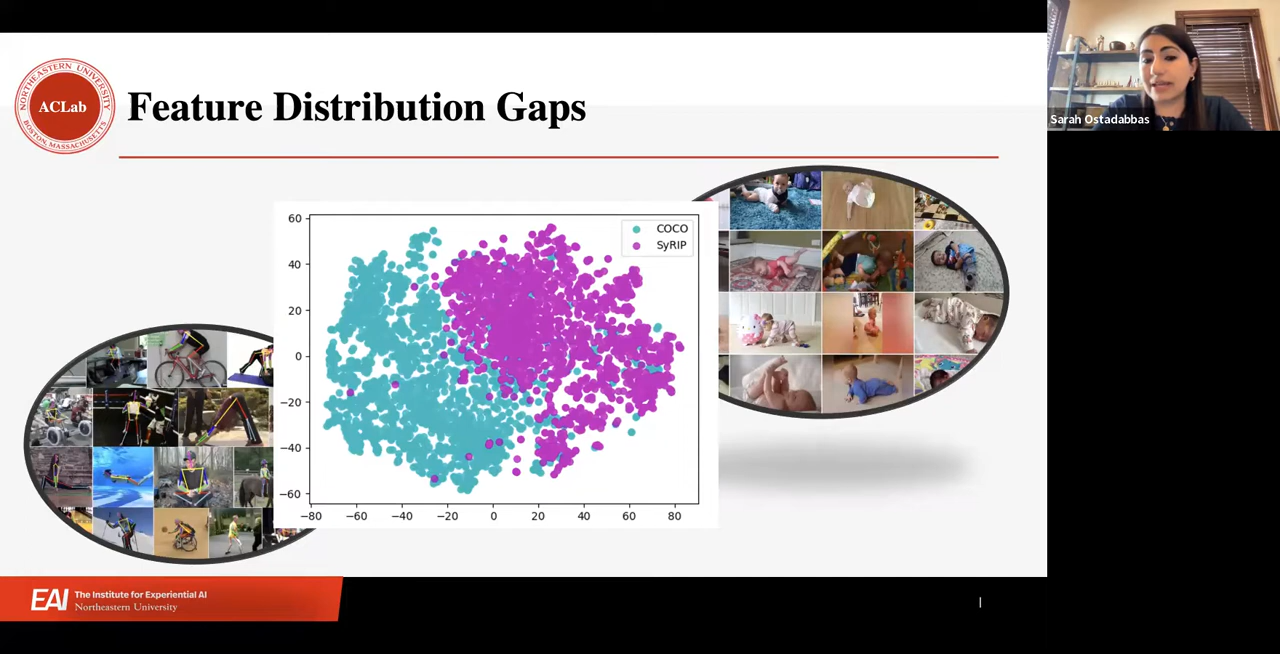 NORTHEASTERN UNIVERSITY
ACLab
BOSTON, MASSACHUSETTS
Feature Distribution Gaps
Sarah Ostadabbas
COCO
SyRIP
60
40
20
0
−20
−40
−60
−80 −60 −40 −20 0 20 40 60 80
EAI The Institute for Experiential AI
Northeastern University
|